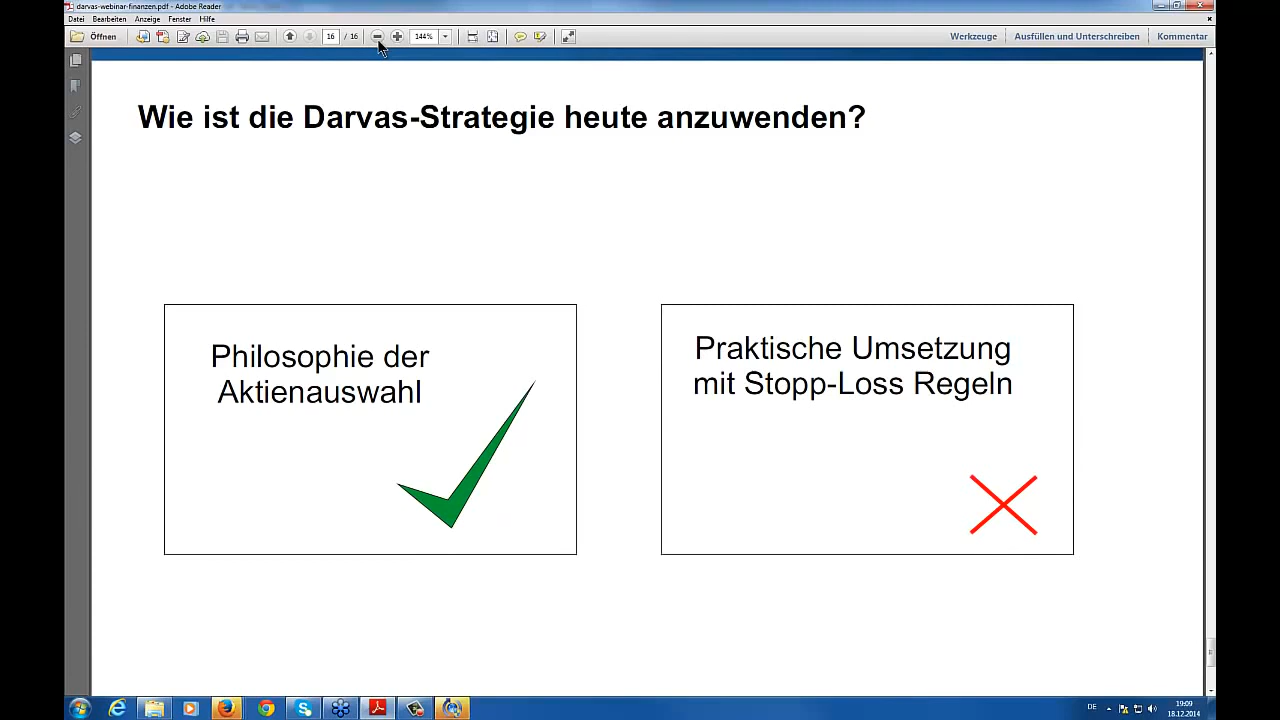 darvas-webinar-finanzen.pdf - Adobe Reader
Datei Bearbeiten Anzeige Fenster Hilfe
Öffnen 16 / 16 144% Werkzeuge Ausfüllen und Unterschreiben Kommentar
Wie ist die Darvas-Strategie heute anzuwenden?
Philosophie der
Aktienauswahl
Praktische Umsetzung
mit Stopp-Loss Regeln
DE 19:09
18.12.2014